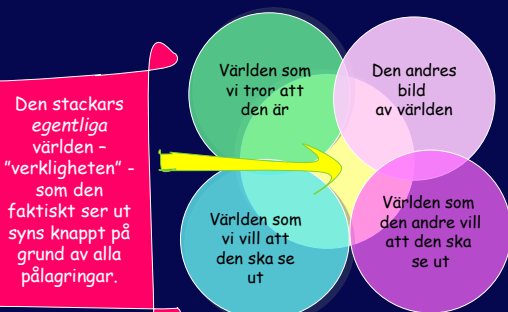 Den stackars
egentliga
världen –
"verkligheten" -
som den
faktiskt ser ut
syns knappt på
grund av alla
pålagringar.
Världen som
vi tror att
den är
Den andres
bild
av världen
Världen som
vi vill att
den ska se
ut
Världen som
den andre vill
att den ska
se ut